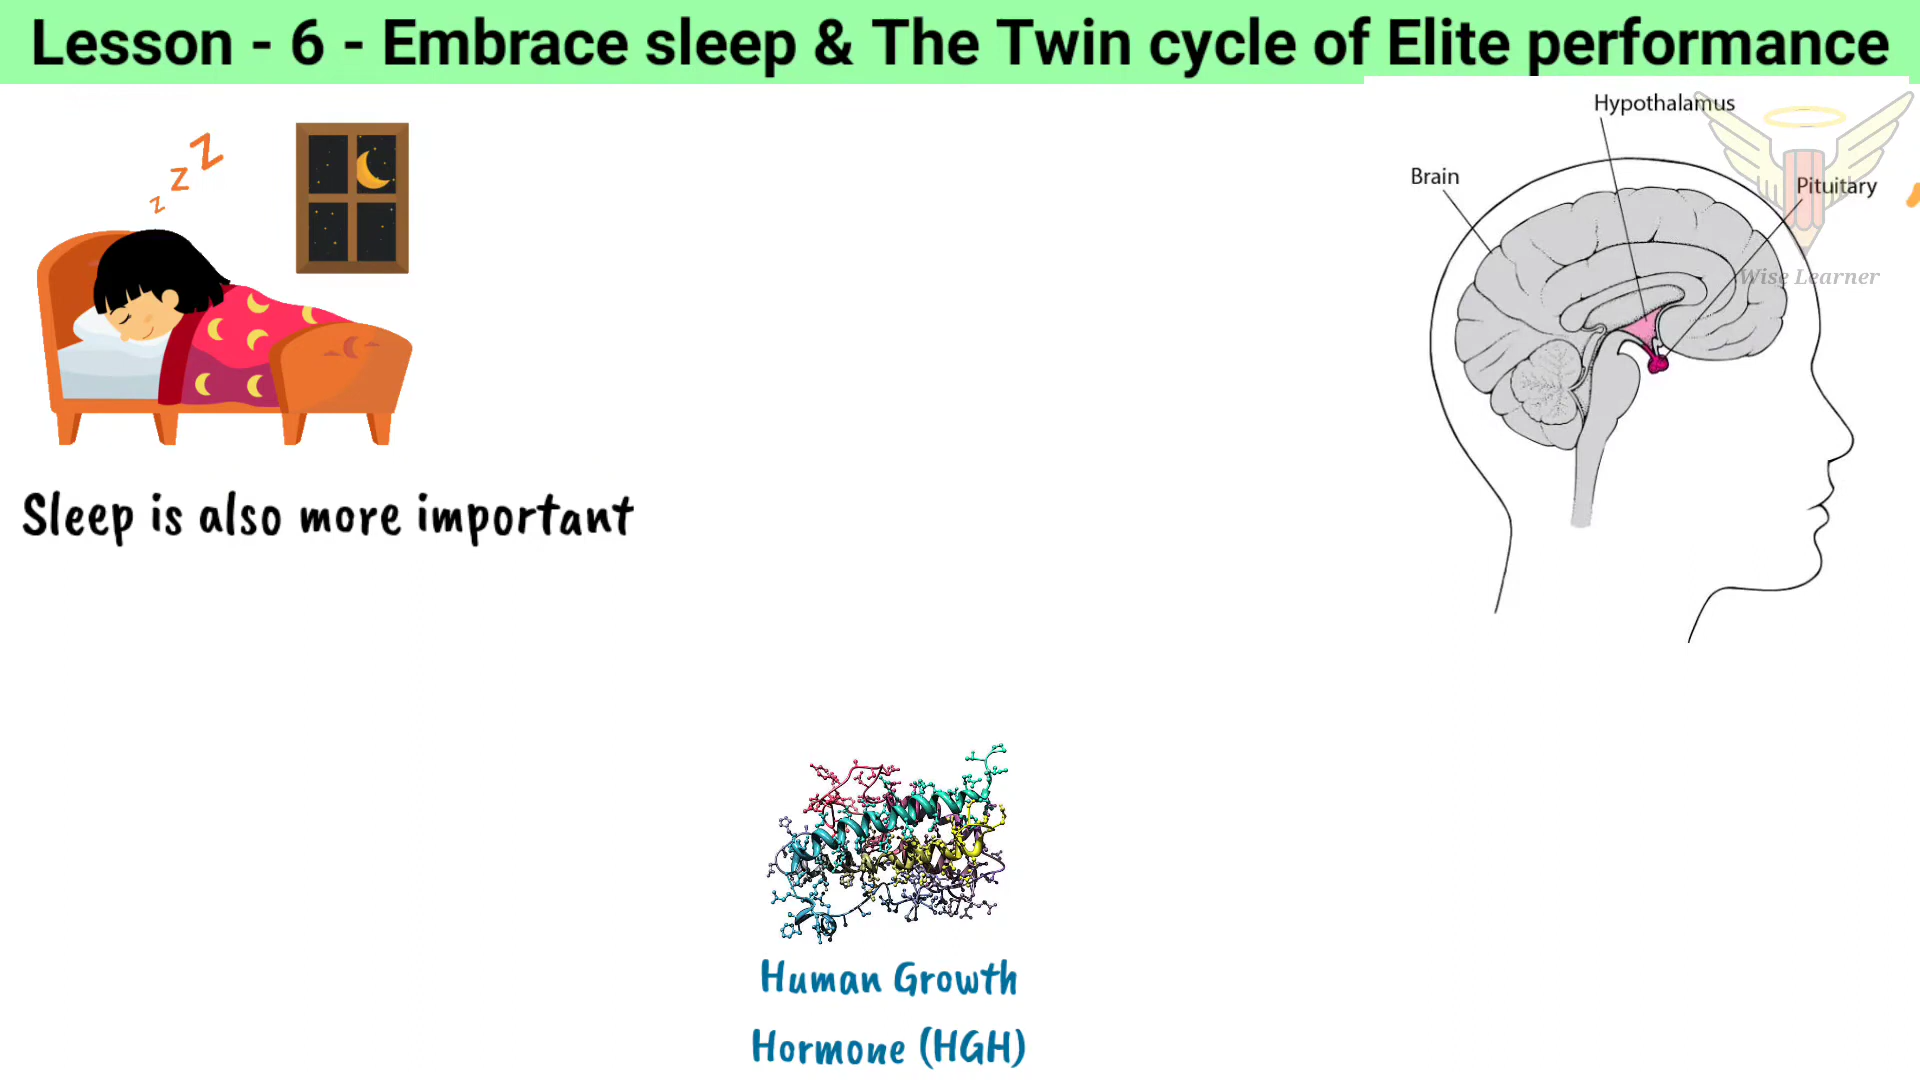 Lesson - 6 - Embrace sleep & The Twin cycle of Elite performance
z z Z
Hypothalamus
Brain
Pituitary
Wise Learner
Sleep is also more important
Human Growth
Hormone (HGH)